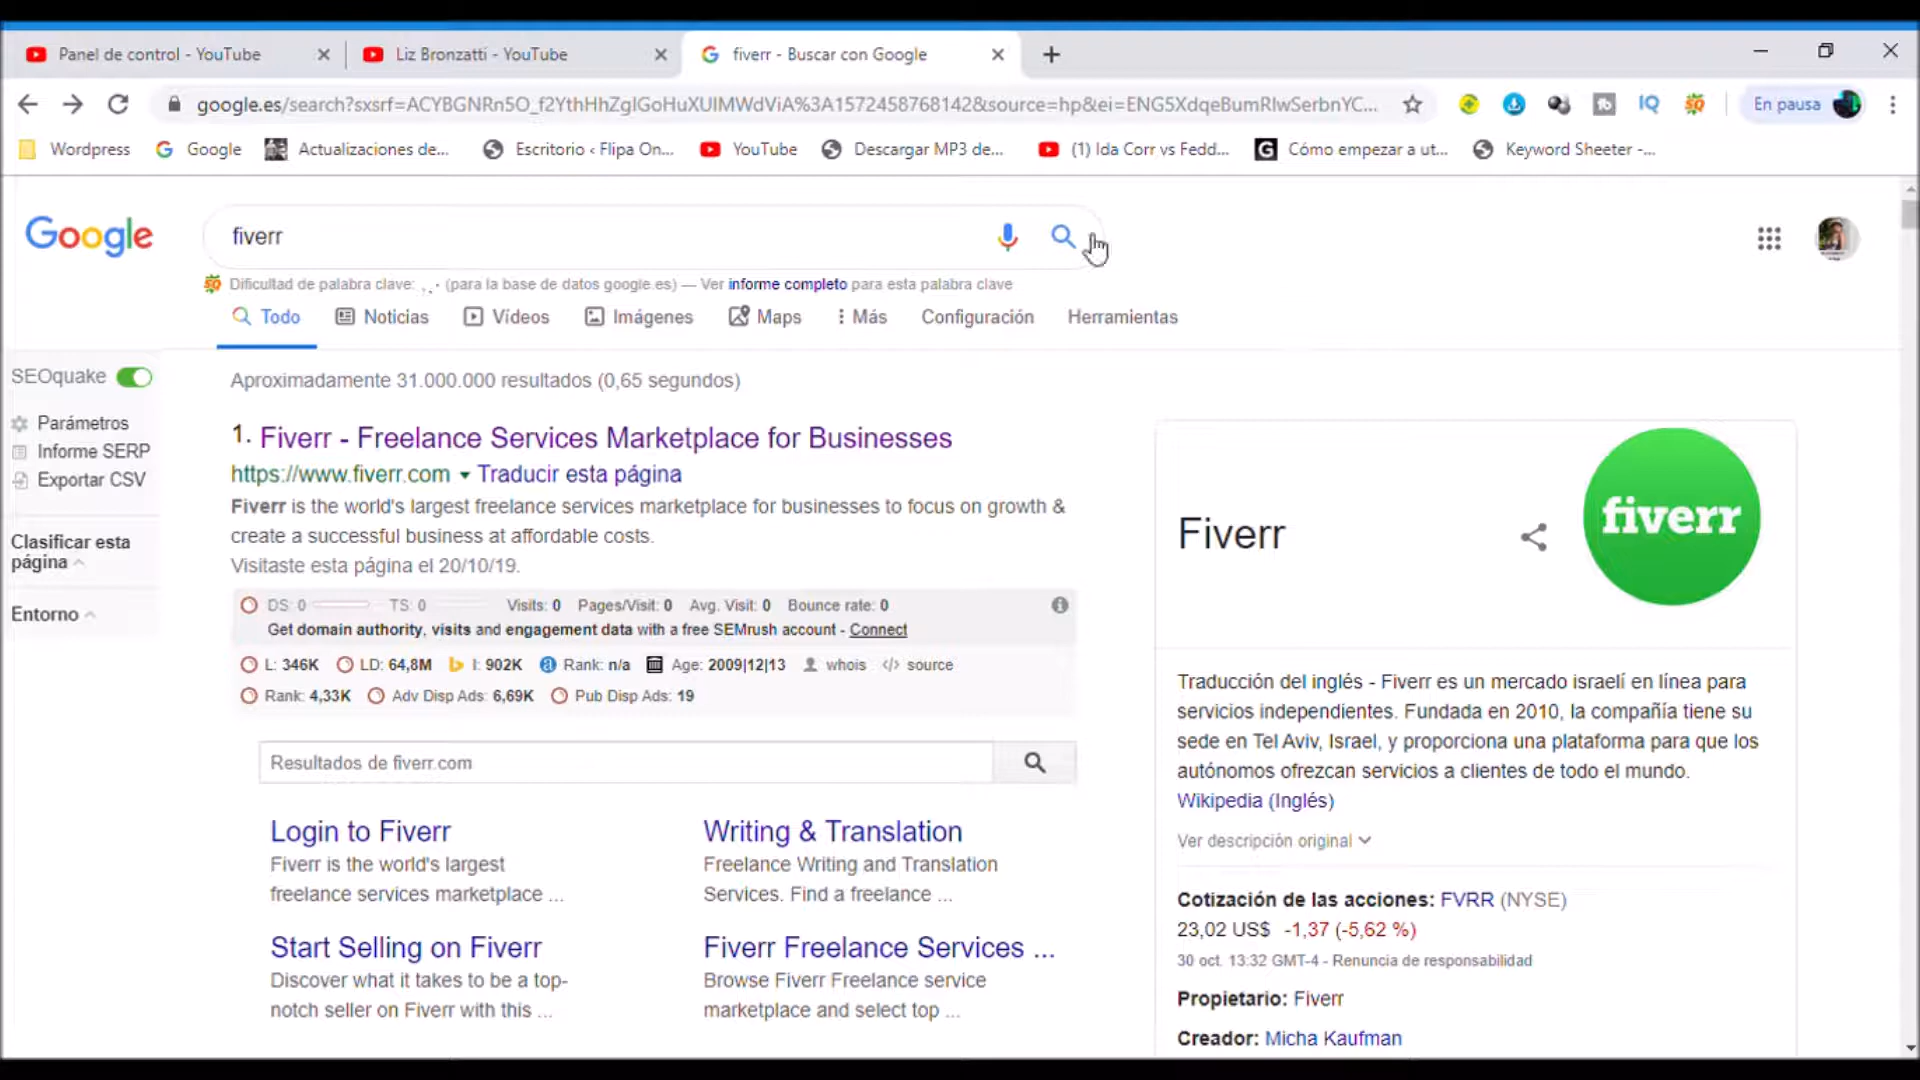 Panel de control - YouTube
Liz Bronzatti - YouTube
fiverr - Buscar con Google
google.es/search?sxsrf=ACYBGNRn5O_f2YthHhZgIGoHuXUIMWdViA%3A1572458768142&source=hp&ei=ENG5XdqeBumRlwSerbnYC...
En pausa
Wordpress
Google
Actualizaciones de...
Escritorio ‹ Flipa On...
YouTube
Descargar MP3 de...
(1) Ida Corr vs Fedd...
Cómo empezar a ut...
Keyword Sheeter -...
Google
fiverr
Dificultad de palabra clave: (para la base de datos google.es) — Ver informe completo para esta palabra clave
Todo
Noticias
Vídeos
Imágenes
Maps
Más
Configuración
Herramientas
SEOquake
Parámetros
Informe SERP
Exportar CSV
Clasificar esta
página
Entorno
Aproximadamente 31.000.000 resultados (0,65 segundos)
1. Fiverr - Freelance Services Marketplace for Businesses
https://www.fiverr.com Traducir esta página
Fiverr is the world's largest freelance services marketplace for businesses to focus on growth &
create a successful business at affordable costs.
Visitaste esta página el 20/10/19.
DS: 0 TS: 0 Visits: 0 Pages/Visit: 0 Avg. Visit: 0 Bounce rate: 0
Get domain authority, visits and engagement data with a free SEMrush account - Connect
L: 346K LD: 64,8M I: 902K Rank: n/a Age: 2009|12|13 whois </> source
Rank: 4,33K Adv Disp Ads: 6,69K Pub Disp Ads: 19
Resultados de fiverr.com
Login to Fiverr
Fiverr is the world's largest
freelance services marketplace ...
Writing & Translation
Freelance Writing and Translation
Services. Find a freelance ...
Start Selling on Fiverr
Discover what it takes to be a top-
notch seller on Fiverr with this ...
Fiverr Freelance Services ...
Browse Fiverr Freelance service
marketplace and select top ...
Fiverr
fiverr
Traducción del inglés - Fiverr es un mercado israelí en línea para
servicios independientes. Fundada en 2010, la compañía tiene su
sede en Tel Aviv, Israel, y proporciona una plataforma para que los
autónomos ofrezcan servicios a clientes de todo el mundo.
Wikipedia (Inglés)
Ver descripción original
Cotización de las acciones: FVRR (NYSE)
23,02 US$ -1,37 (-5,62 %)
30 oct. 13:32 GMT-4 - Renuncia de responsabilidad
Propietario: Fiverr
Creador: Micha Kaufman